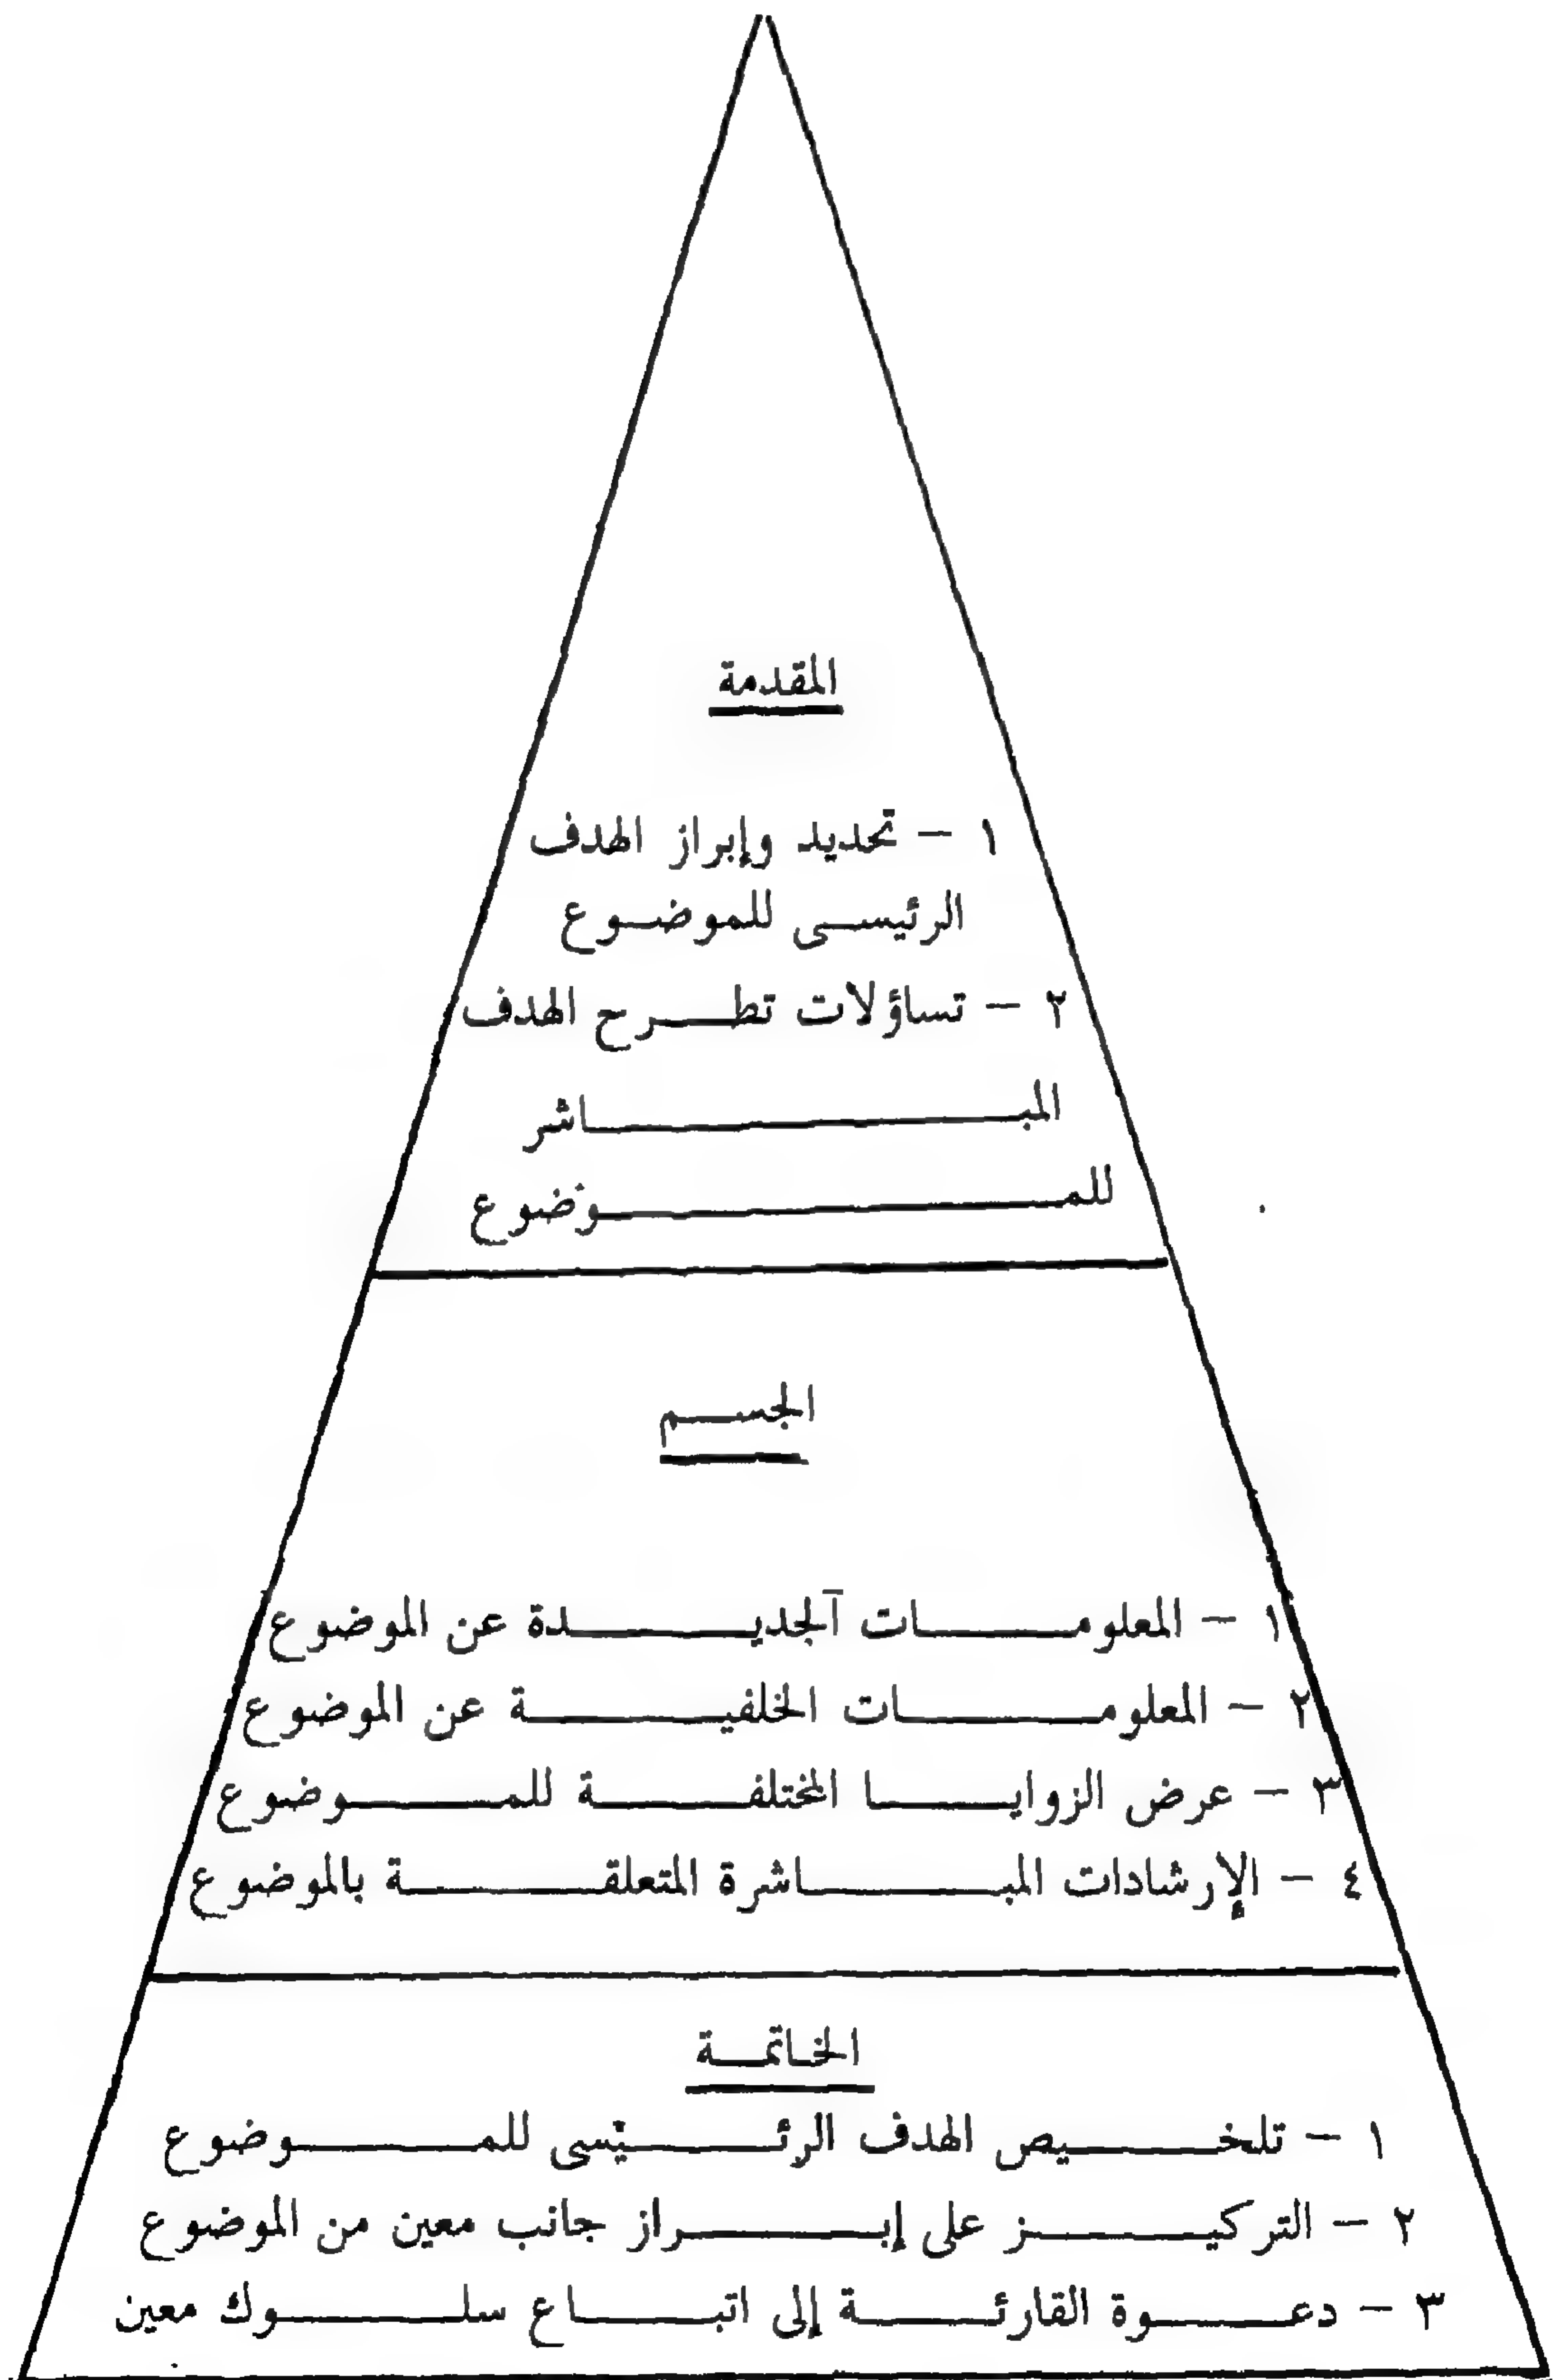 المقدمة
١ - تحديد وإبراز الهدف
الرئيسى للموضوع
٢ - تساؤلات تطرح الهدف
المباشر
للموضوع
الجسم
١ - المعلومات الجديدة عن الموضوع
٢ - المعلومات الخلفية عن الموضوع
٣ - عرض الزوايا المختلفة للموضوع
٤ - الإرشادات المباشرة المتعلقة بالموضوع
الخاتمة
١ - تلخيص الهدف الرئيسى للموضوع
٢ - التركيز على إبراز جانب معين من الموضوع
٣ - دعوة القارئة إلى اتباع سلوك معين